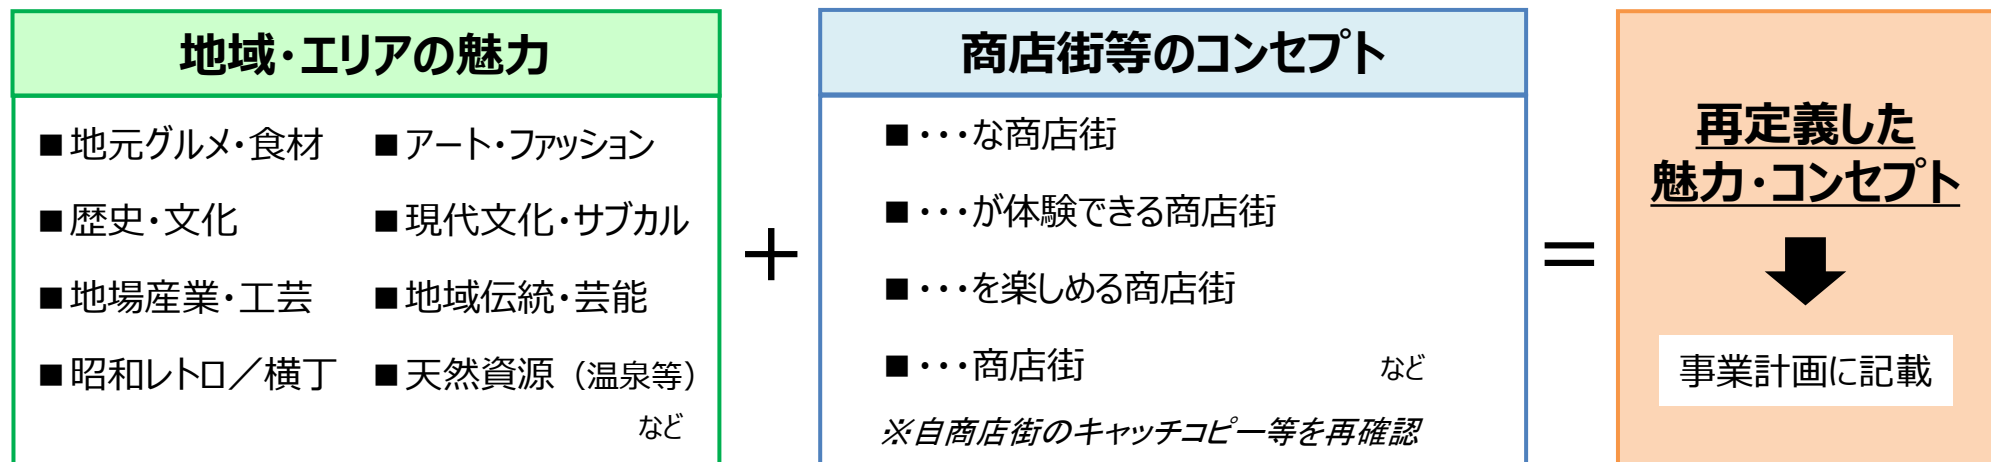 地域・エリアの魅力
■地元グルメ・食材 ■アート・ファッション
■歴史・文化 ■現代文化・サブカル
■地場産業・工芸 ■地域伝統・芸能
■昭和レトロ／横丁 ■天然資源（温泉等）
など
＋
商店街等のコンセプト
■・・・な商店街
■・・・が体験できる商店街
■・・・を楽しめる商店街
■・・・商店街 など
※自商店街のキャッチコピー等を再確認
＝
再定義した
魅力・コンセプト
事業計画に記載